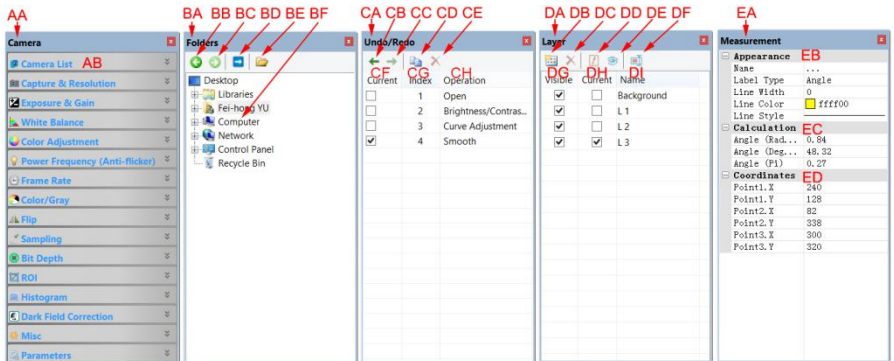 AA
BA BB BC BD BE BF
CA CB CC CD CE
DA DB DC DD DE DF
EA
Camera
Camera List AB
Capture & Resolution
Exposure & Gain
White Balance
Color Adjustment
Power Frequency (Anti-flicker)
Frame Rate
Color/Gray
Flip
Sampling
Bit Depth
ROI
Histogram
Dark Field Correction
Misc
Parameters
Folders
Desktop
Libraries
Fei-hong YU
Computer
Network
Control Panel
Recycle Bin
Undo/Redo
CF CG CH
Current Index Operation
1 Open
2 Brightness/Contras...
3 Curve Adjustment
4 Smooth
Layer
DG DH DI
Visible Current Name
Background
L 1
L 2
L 3
Measurement
Appearance EB
Name ...
Label Type Angle
Line Width 0
Line Color ffff00
Line Style
Calculation EC
Angle (Rad... 0.84
Angle (Deg... 48.32
Angle (Pi) 0.27
Coordinates ED
Point1.X 240
Point1.Y 128
Point2.X 82
Point2.Y 338
Point3.X 300
Point3.Y 320